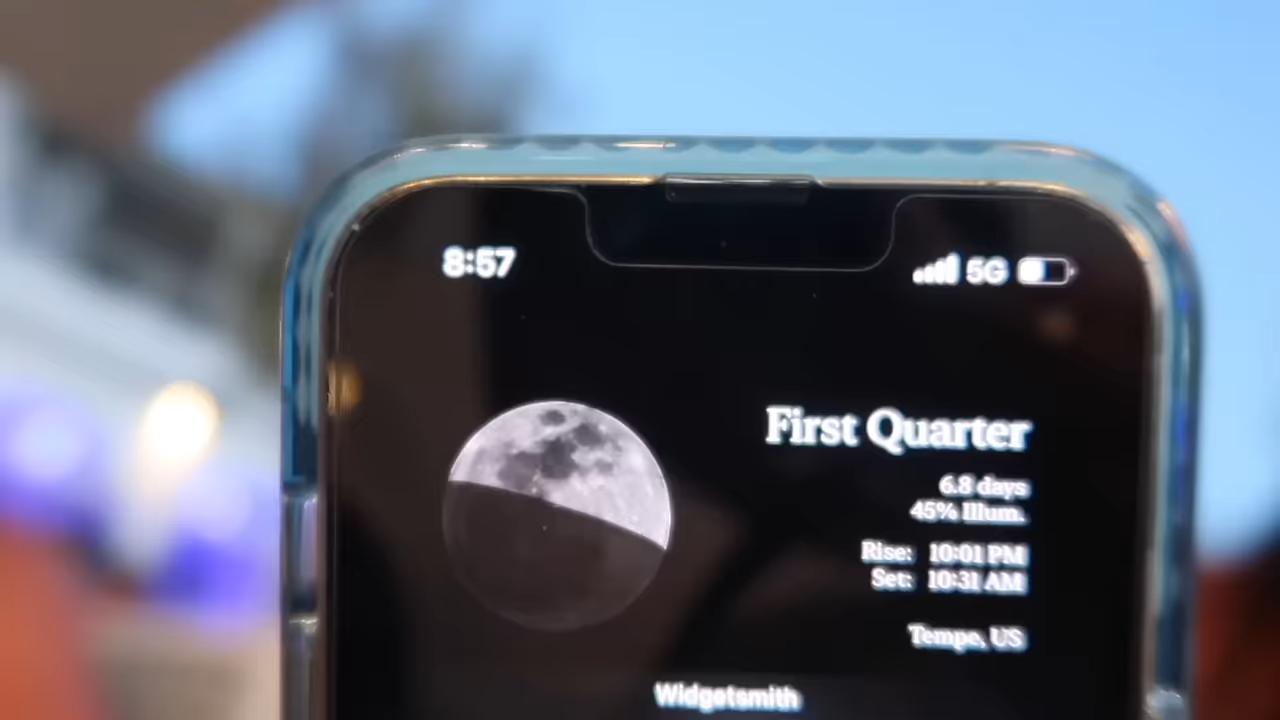 8:57 5G
First Quarter
6.8 days
45% Illum.
Rise: 10:01 PM
Set: 10:31 AM
Tempe, US
Widgetsmith